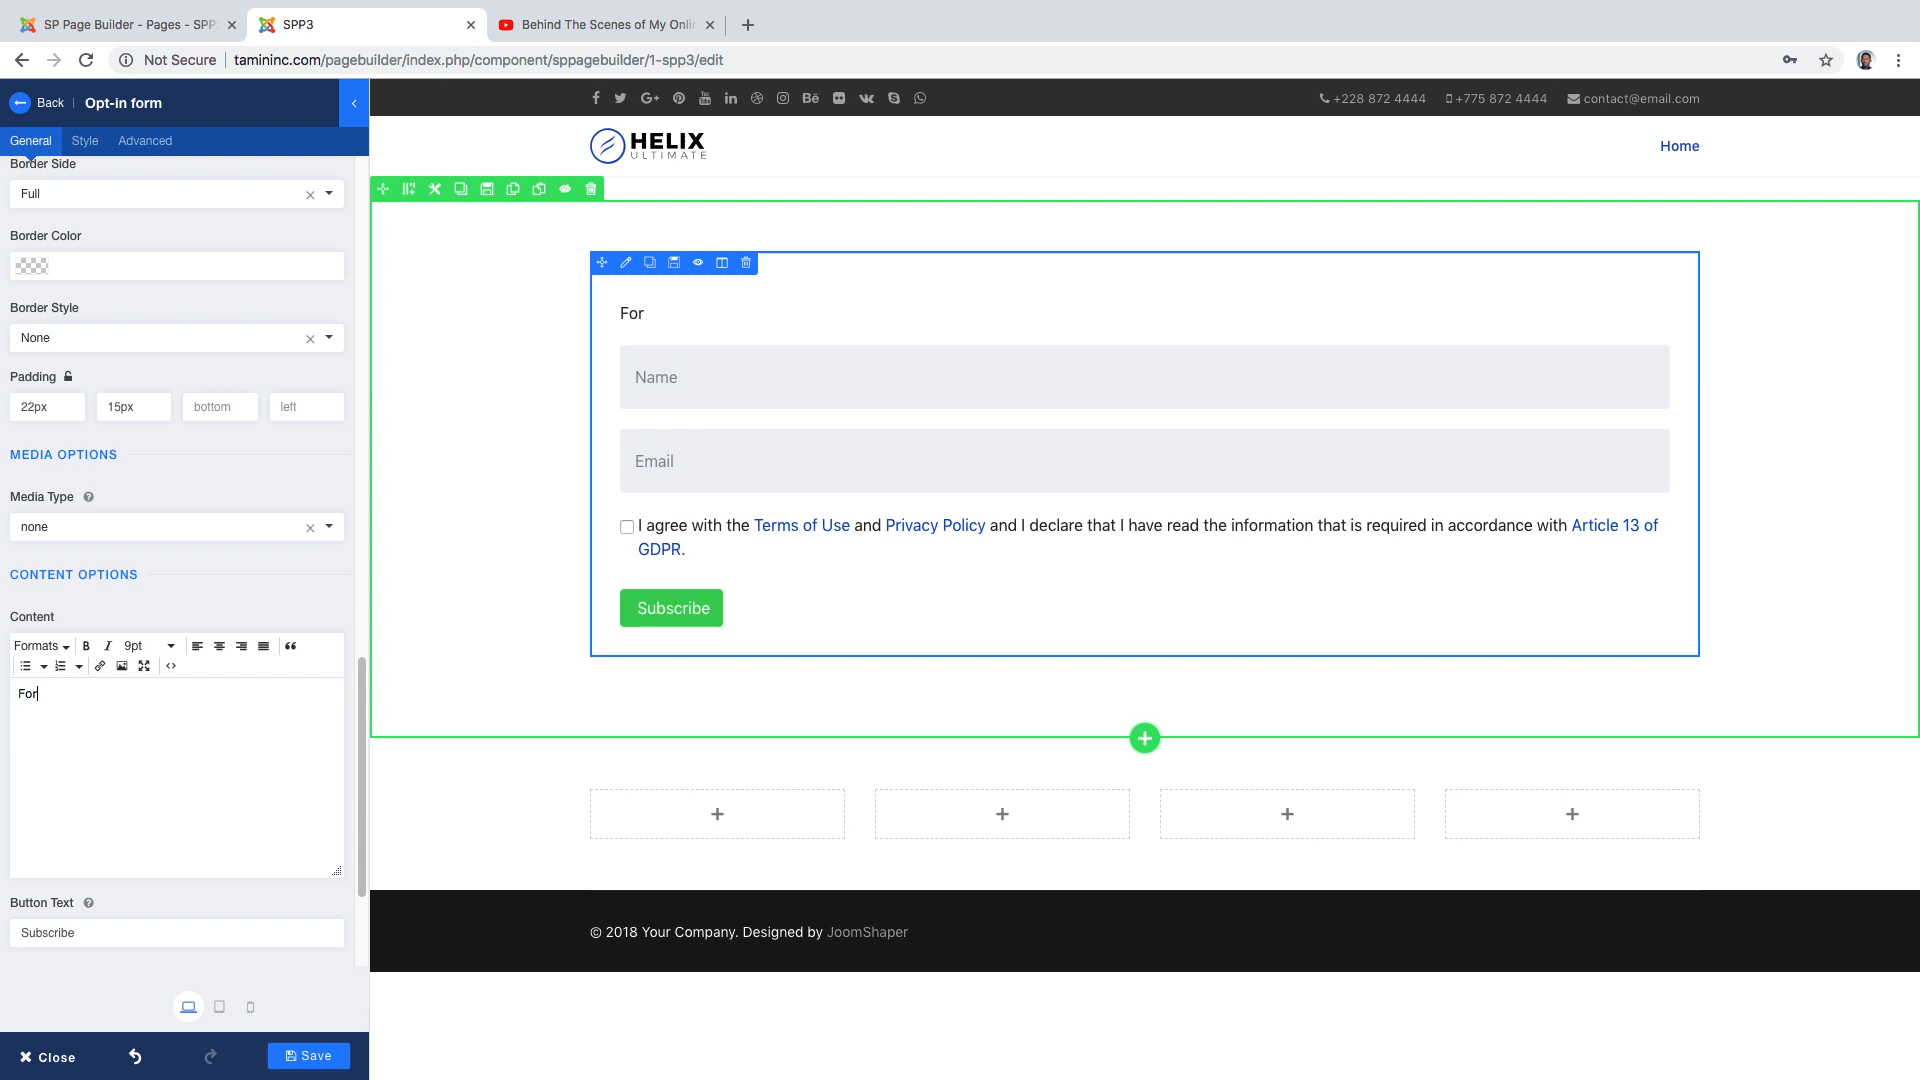 SP Page Builder - Pages - SPP
SPP3
Behind The Scenes of My Onlin
Not Secure
tamininc.com/pagebuilder/index.php/component/sppagebuilder/1-spp3/edit
Back
Opt-in form
General
Style
Advanced
Border Side
Full
Border Color
Border Style
None
Padding
22px
15px
bottom
left
MEDIA OPTIONS
Media Type
none
CONTENT OPTIONS
Content
Formats
B
I
9pt
For
Button Text
Subscribe
Close
Save
+228 872 4444
+775 872 4444
contact@email.com
HELIX
ULTIMATE
Home
For
Name
Email
I agree with the Terms of Use and Privacy Policy and I declare that I have read the information that is required in accordance with Article 13 of
GDPR.
Subscribe
© 2018 Your Company. Designed by JoomShaper